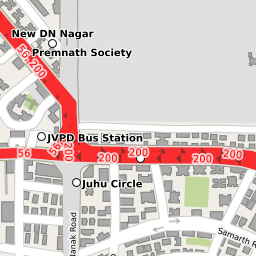 New DN Nagar
Premnath Society
56,200
JVPD Bus Station
56
200
200
200
200
200
Juhu Circle
Samarth R
anak Road